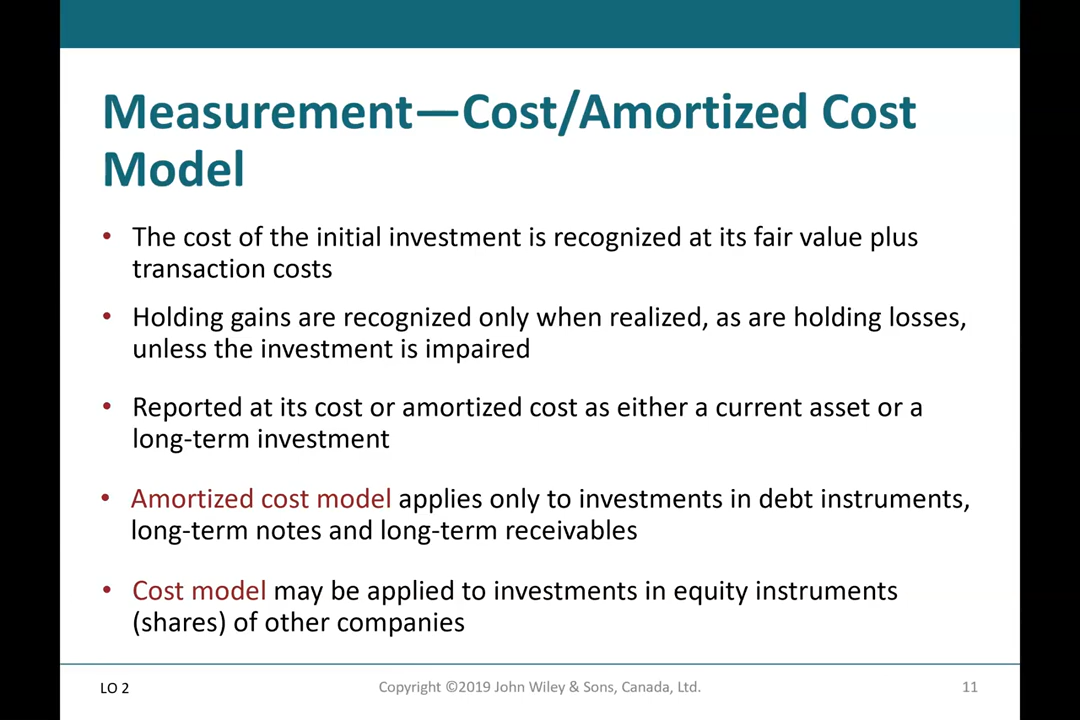 Measurement—Cost/Amortized Cost
Model
• The cost of the initial investment is recognized at its fair value plus
transaction costs
• Holding gains are recognized only when realized, as are holding losses,
unless the investment is impaired
• Reported at its cost or amortized cost as either a current asset or a
long-term investment
• Amortized cost model applies only to investments in debt instruments,
long-term notes and long-term receivables
• Cost model may be applied to investments in equity instruments
(shares) of other companies
LO 2
Copyright ©2019 John Wiley & Sons, Canada, Ltd.
11